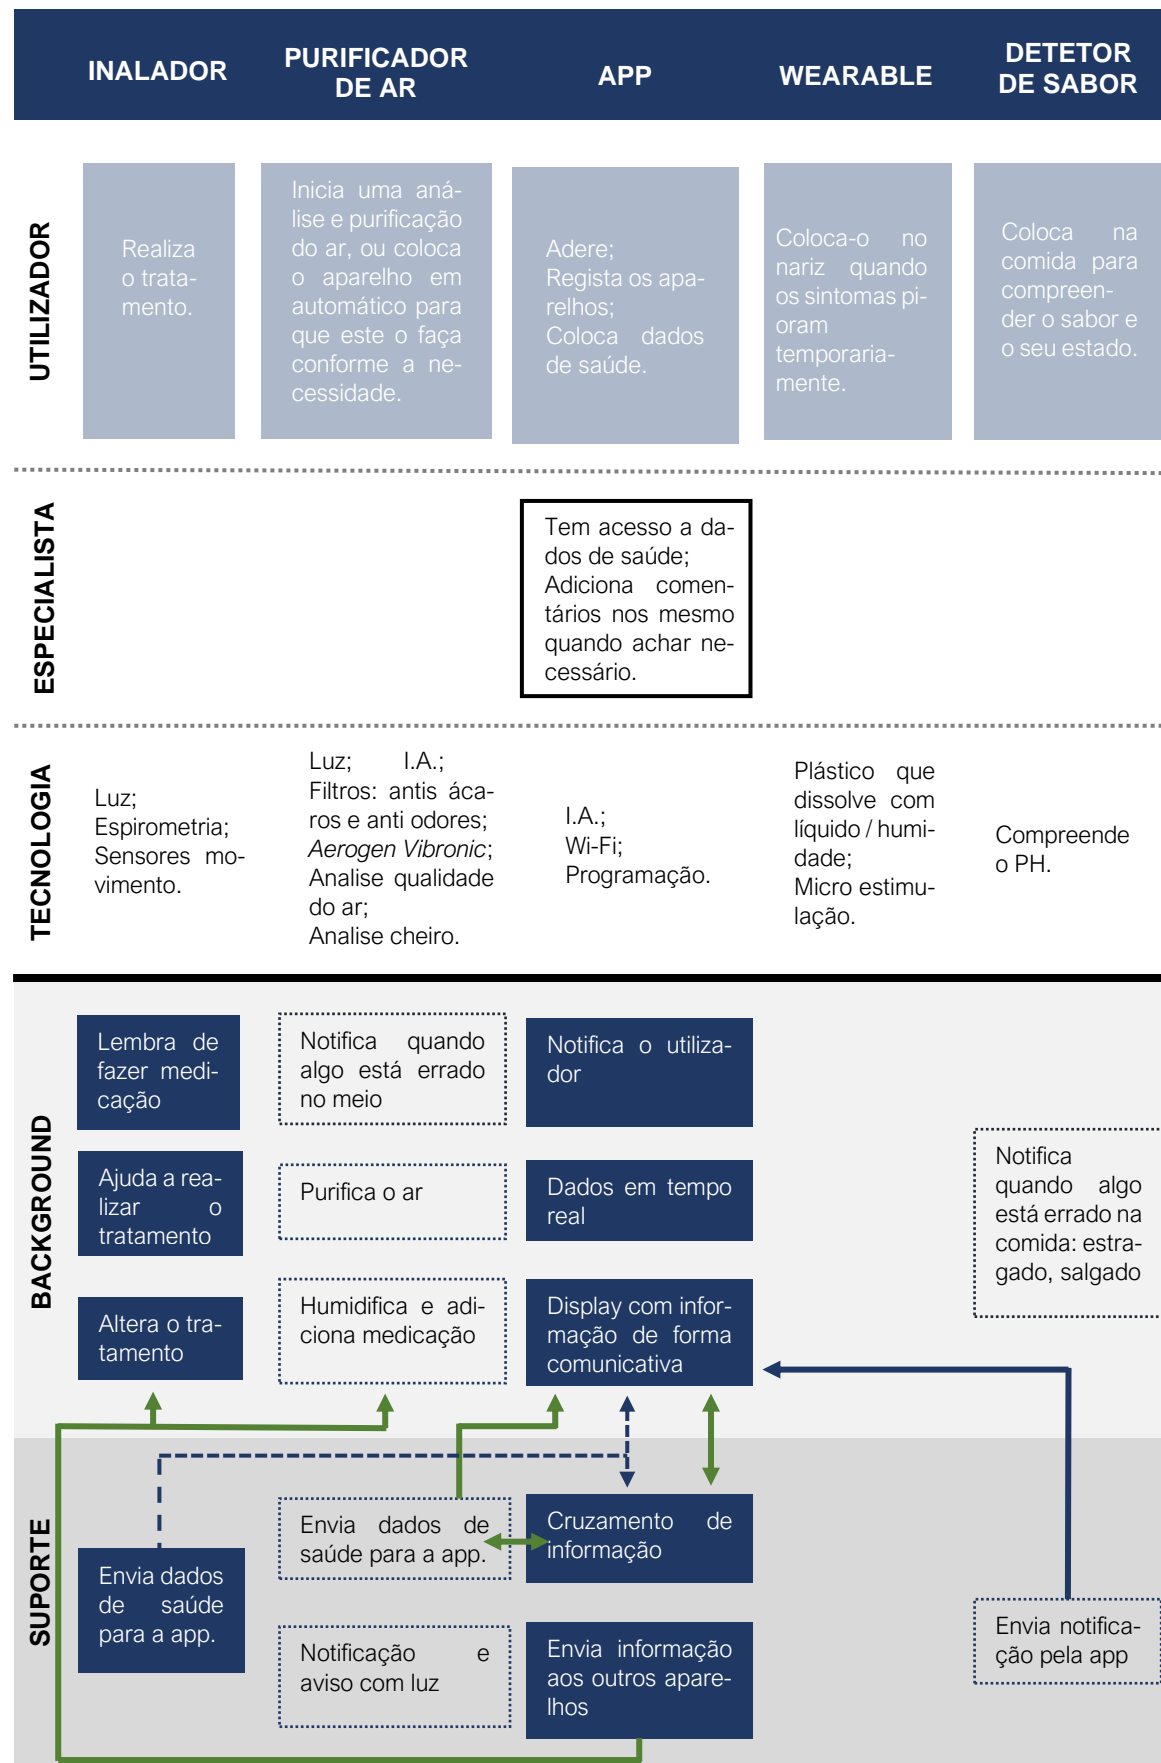 INALADOR
PURIFICADOR
DE AR
APP
WEARABLE
DETETOR
DE SABOR
UTILIZADOR
Realiza
o trata-
mento.
Inicia uma aná-
lise e purificação
do ar, ou coloca
o aparelho em
automático para
que este o faça
conforme a ne-
cessidade.
Adere;
Regista os apa-
relhos;
Coloca dados
de saúde.
Coloca-o no
nariz quando
os sintomas pi-
oram
temporaria-
mente.
Coloca na
comida para
compreen-
der o sabor e
o seu estado.
ESPECIALISTA
Tem acesso a da-
dos de saúde;
Adiciona comen-
tários nos mesmo
quando achar ne-
cessário.
TECNOLOGIA
Luz;
Espirometria;
Sensores mo-
vimento.
Luz; I.A.;
Filtros: antis áca-
ros e anti odores;
Aerogen Vibronic;
Analise qualidade
do ar;
Analise cheiro.
I.A.;
Wi-Fi;
Programação.
Plástico que
dissolve com
líquido / humi-
dade;
Micro estimu-
lação.
Compreende
o PH.
BACKGROUND
Lembra de
fazer medi-
cação
Ajuda a rea-
lizar o
tratamento
Altera o tra-
tamento
Notifica quando
algo está errado
no meio
Purifica o ar
Humidifica e adi-
ciona medicação
Notifica o utiliza-
dor
Dados em tempo
real
Display com infor-
mação de forma
comunicativa
Notifica
quando algo
está errado na
comida: estra-
gado, salgado
SUPORTE
Envia dados
de saúde
para a app.
Envia dados de
saúde para a app.
Notificação e
aviso com luz
Cruzamento de
informação
Envia informação
aos outros apare-
lhos
Envia notifica-
ção pela app